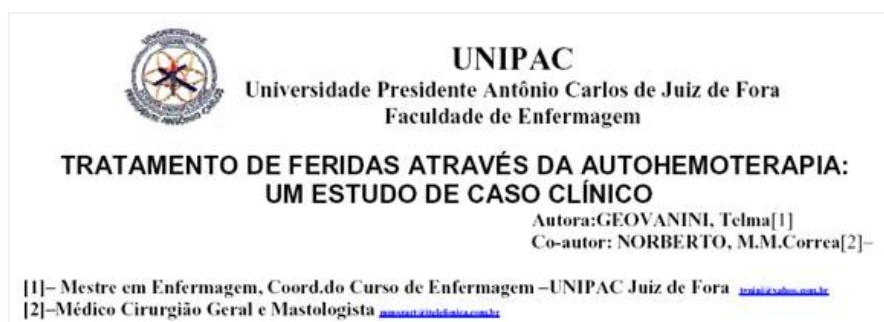 UNIPAC
Universidade Presidente Antônio Carlos de Juiz de Fora
Faculdade de Enfermagem
TRATAMENTO DE FERIDAS ATRAVÉS DA AUTOHEMOTERAPIA:
UM ESTUDO DE CASO CLÍNICO
Autora:GEOVANINI, Telma[1]
Co-autor: NORBERTO, M.M.Correa[2]–
[1]– Mestre em Enfermagem, Coord.do Curso de Enfermagem –UNIPAC Juiz de Fora
[2]–Médico Cirurgião Geral e Mastologista